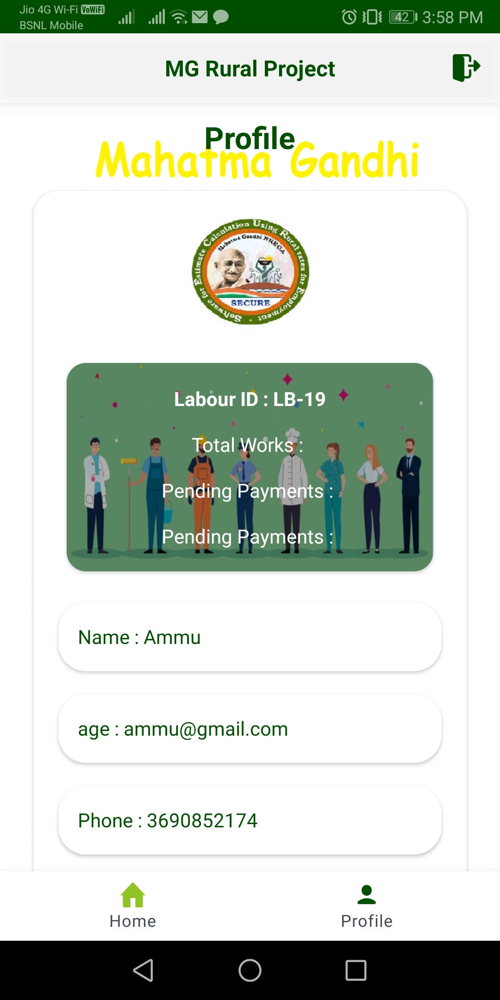 Jio 4G Wi-Fi VoWiFi
BSNL Mobile
42
3:58 PM
MG Rural Project
Profile
Mahatma Gandhi
Software for Estimate Calculation Using Rural rates for Employment
Mahatma Gandhi NREGA
SECURE
Labour ID : LB-19
Total Works :
Pending Payments :
Pending Payments :
Name : Ammu
age : ammu@gmail.com
Phone : 3690852174
Home
Profile